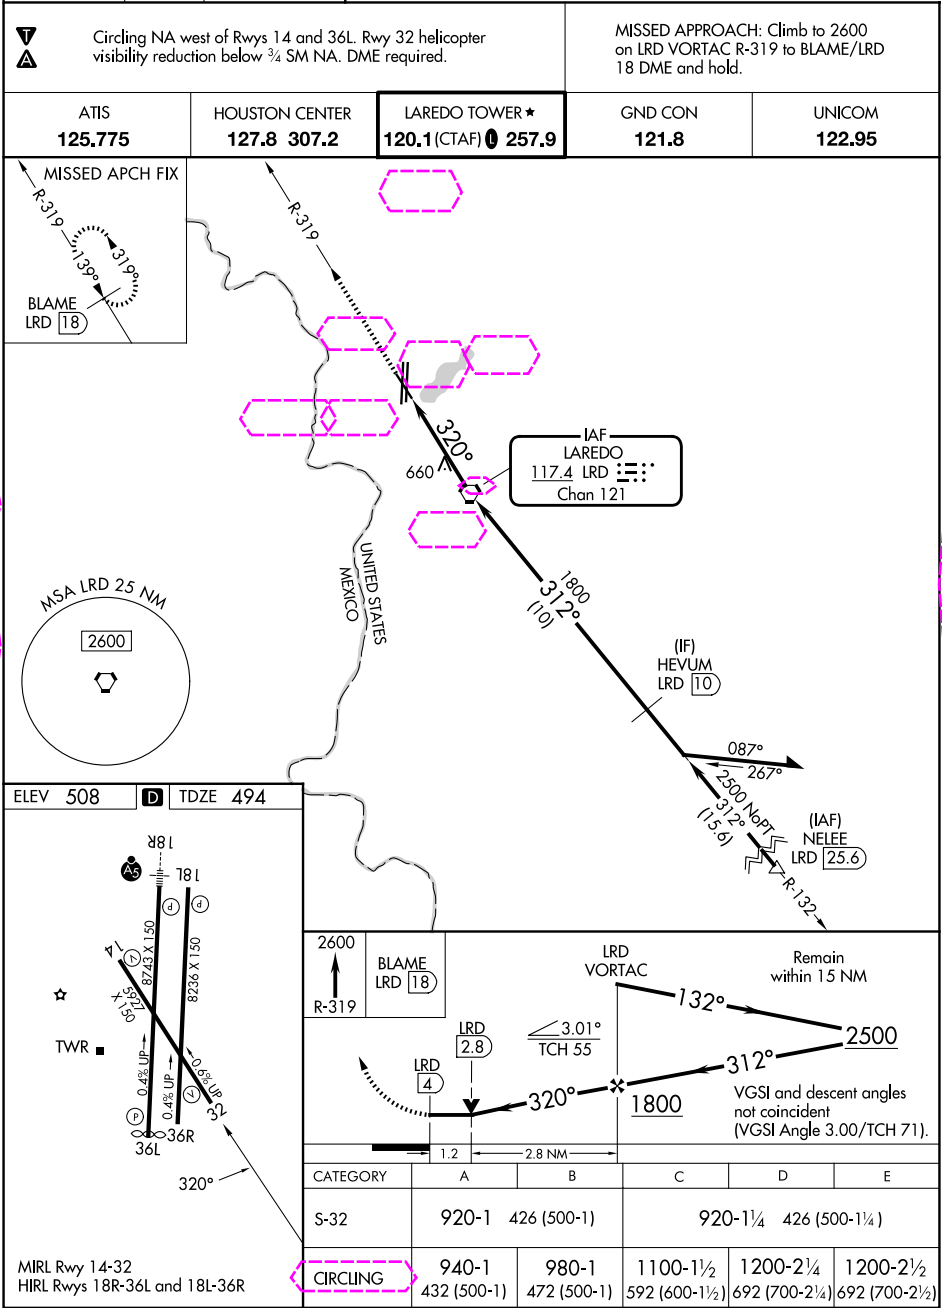 T
A
Circling NA west of Rwys 14 and 36L. Rwy 32 helicopter
visibility reduction below ¾ SM NA. DME required.
MISSED APPROACH: Climb to 2600
on LRD VORTAC R-319 to BLAME/LRD
18 DME and hold.
ATIS
125.775
HOUSTON CENTER
127.8 307.2
LAREDO TOWER ★
120.1 (CTAF) L 257.9
GND CON
121.8
UNICOM
122.95
MISSED APCH FIX
R-319
319°
139°
BLAME
LRD 18
R-319
320°
660
IAF
LAREDO
117.4 LRD
Chan 121
UNITED STATES
MEXICO
1800
312°
(10)
(IF)
HEVUM
LRD 10
087°
267°
2500 NoPT
312°
(15.6)
(IAF)
NELEE
LRD 25.6
R-132
MSA LRD 25 NM
2600
ELEV 508
D
TDZE 494
18R
A5
18L
P
P
14
V
8743 X 150
8236 X 150
5927
X 150
TWR
0.4% UP
0.4% UP
0.6% UP
V
P
32
36L
36R
320°
MIRL Rwy 14-32
HIRL Rwys 18R-36L and 18L-36R
2600
R-319
BLAME
LRD 18
LRD
VORTAC
Remain
within 15 NM
132°
2500
312°
3.01°
TCH 55
LRD
2.8
LRD
4
320°
1800
VGSI and descent angles
not coincident
(VGSI Angle 3.00/TCH 71).
1.2
2.8 NM
CATEGORY A B C D E
S-32 920-1 426 (500-1) 920-1¼ 426 (500-1¼)
CIRCLING 940-1 980-1 1100-1½ 1200-2¼ 1200-2½
432 (500-1) 472 (500-1) 592 (600-1½) 692 (700-2¼) 692 (700-2½)